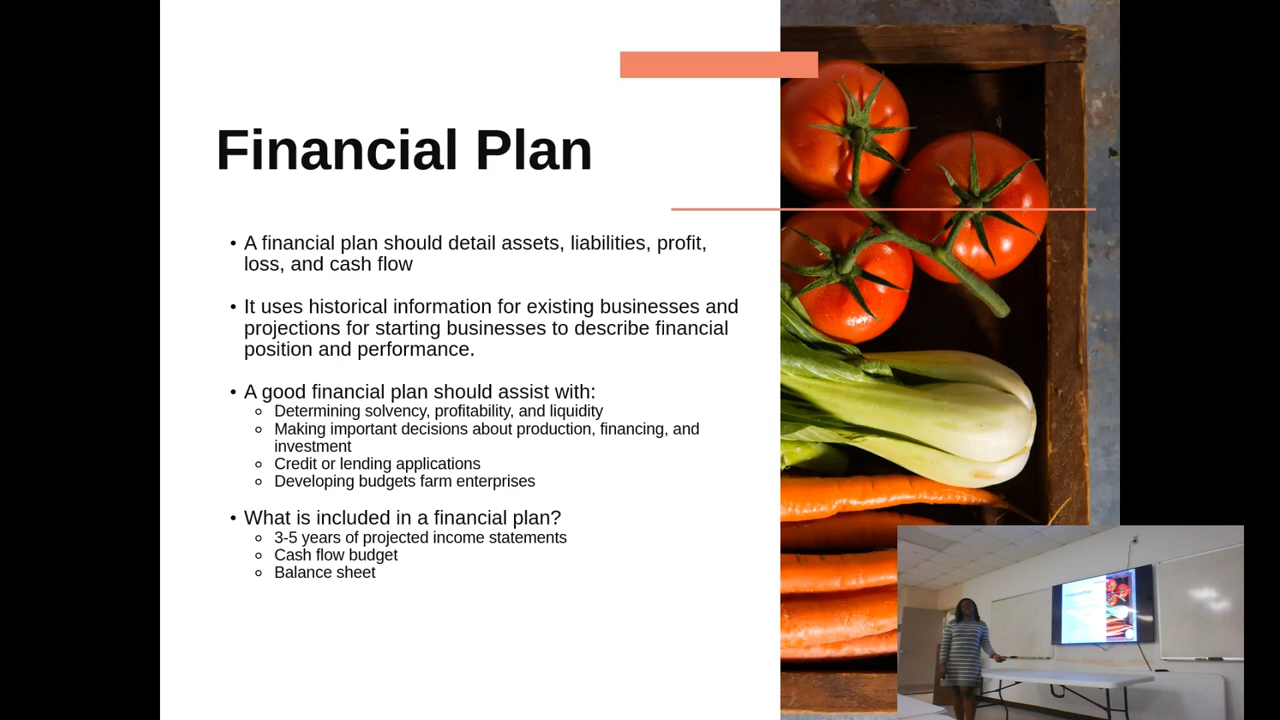 Financial Plan
• A financial plan should detail assets, liabilities, profit,
loss, and cash flow
• It uses historical information for existing businesses and
projections for starting businesses to describe financial
position and performance.
• A good financial plan should assist with:
○ Determining solvency, profitability, and liquidity
○ Making important decisions about production, financing, and
investment
○ Credit or lending applications
○ Developing budgets farm enterprises
• What is included in a financial plan?
○ 3-5 years of projected income statements
○ Cash flow budget
○ Balance sheet